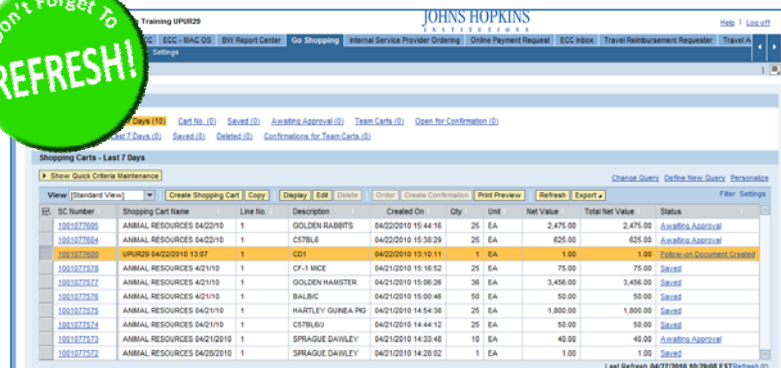 Don't Forget To
REFRESH!
Training UPUR29
JOHNS HOPKINS
INSTITUTIONS
Help | Log off
ECC - MAC OS BW Report Center Go Shopping Internal Service Provider Ordering Online Payment Request ECC Inbox Travel Reimbursement Requester Travel A
Settings
7 Days (10) Cart No. (0) Saved (0) Awaiting Approval (0) Team Carts (0) Open for Confirmation (0)
Last 7 Days (0) Saved (0) Deleted (0) Confirmations for Team Carts (0)
Shopping Carts - Last 7 Days
Show Quick Criteria Maintenance
Change Query Define New Query Personalize
View [Standard View] Create Shopping Cart Copy Display Edit Delete Order Create Confirmation Print Preview Refresh Export Filter Settings
SC Number Shopping Cart Name Line No. Description Created On Qty Unit Net Value Total Net Value Status
1001077605 ANIMAL RESOURCES 04/22/10 1 GOLDEN RABBITS 04/22/2010 15:44:16 25 EA 2,475.00 2,475.00 Awaiting Approval
1001077604 ANIMAL RESOURCES 04/22/10 1 C57BL6 04/22/2010 15:38:29 25 EA 625.00 625.00 Awaiting Approval
1001077600 UPUR29 04/22/2010 13:07 1 CD1 04/22/2010 13:10:11 1 EA 1.00 1.00 Follow-on Document Created
1001077578 ANIMAL RESOURCES 4/21/10 1 CF-1 MICE 04/21/2010 15:16:52 25 EA 75.00 75.00 Saved
1001077577 ANIMAL RESOURCES 4/21/10 1 GOLDEN HAMSTER 04/21/2010 15:06:26 36 EA 3,456.00 3,456.00 Saved
1001077576 ANIMAL RESOURCES 04/21/10 1 BALB/C 04/21/2010 15:00:46 50 EA 50.00 50.00 Saved
1001077575 ANIMAL RESOURCES 04/21/10 1 HARTLEY GUINEA PIG 04/21/2010 14:54:38 25 EA 1,800.00 1,800.00 Saved
1001077574 ANIMAL RESOURCES 04/21/10 1 C57BL6/J 04/21/2010 14:44:12 25 EA 50.00 50.00 Saved
1001077573 ANIMAL RESOURCES 04/21/2010 1 SPRAGUE DAWLEY 04/21/2010 14:33:48 10 EA 40.00 40.00 Awaiting Approval
1001077572 ANIMAL RESOURCES 04/28/2010 1 SPRAGUE DAWLEY 04/21/2010 14:28:02 1 EA 1.00 1.00 Saved
Last Refresh 04/27/2010 10:29:08 EST Refresh